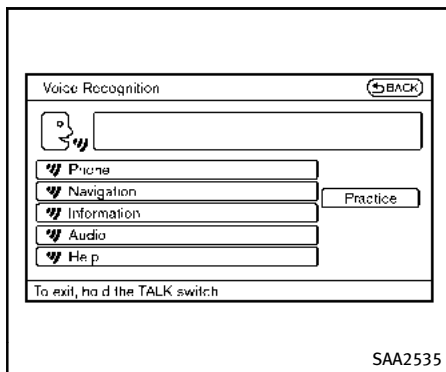 Voice Recognition
BACK
Phone
Navigation
Practice
Information
Audio
Help
To exit, hold the TALK switch
SAA2535